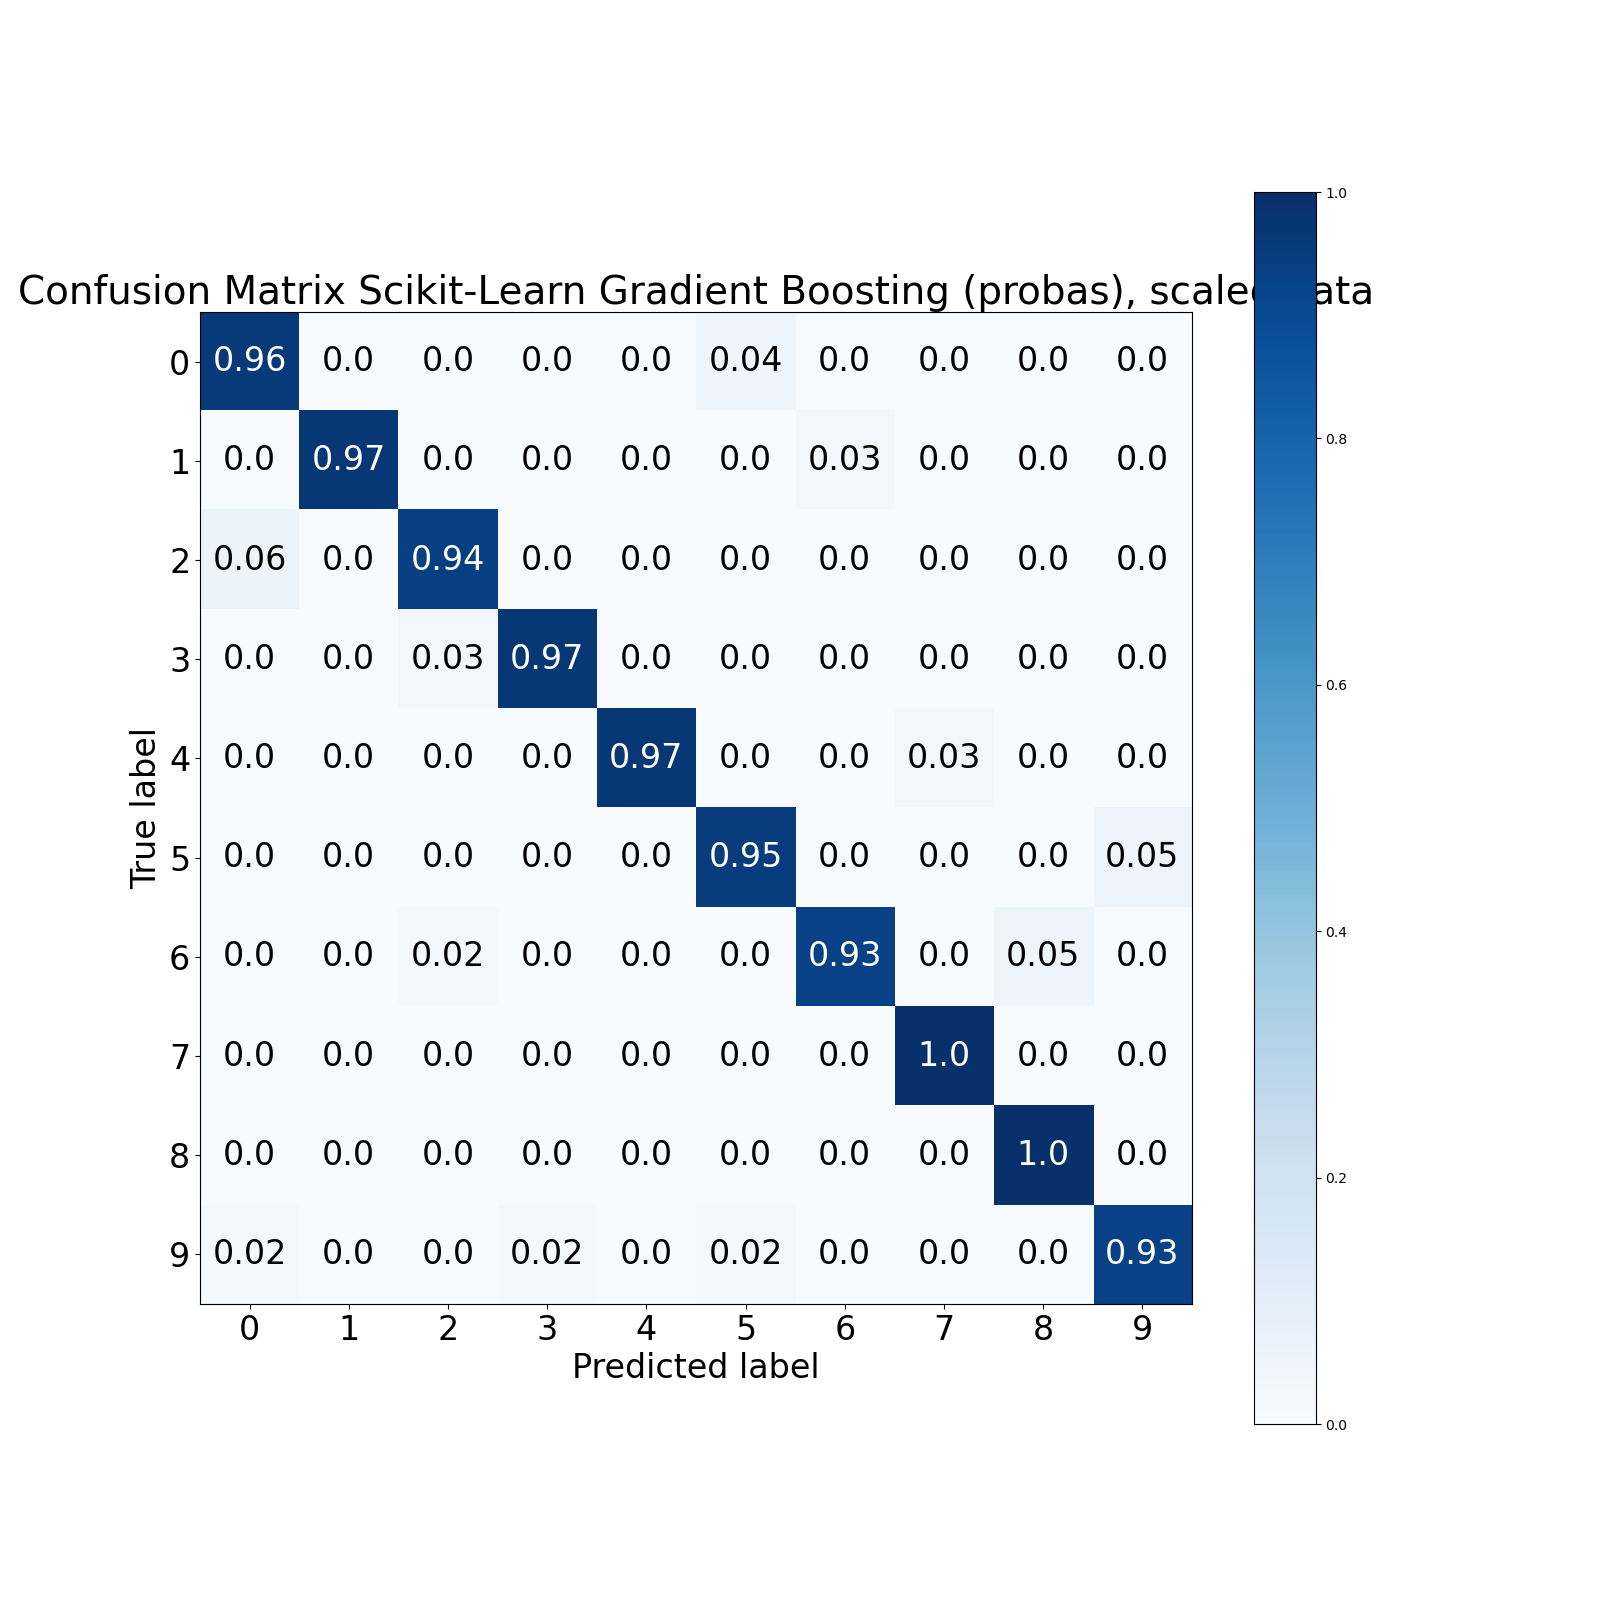 1.0
Confusion Matrix Scikit-Learn Gradient Boosting (probas), scale ata
0 0.96 0.0 0.0 0.0 0.0 0.04 0.0 0.0 0.0 0.0
0.8
1 0.0 0.97 0.0 0.0 0.0 0.0 0.03 0.0 0.0 0.0
2 0.06 0.0 0.94 0.0 0.0 0.0 0.0 0.0 0.0 0.0
3 0.0 0.0 0.03 0.97 0.0 0.0 0.0 0.0 0.0 0.0
0.6
4 0.0 0.0 0.0 0.0 0.97 0.0 0.0 0.03 0.0 0.0
True label
5 0.0 0.0 0.0 0.0 0.0 0.95 0.0 0.0 0.0 0.05
0.4
6 0.0 0.0 0.02 0.0 0.0 0.0 0.93 0.0 0.05 0.0
7 0.0 0.0 0.0 0.0 0.0 0.0 0.0 1.0 0.0 0.0
8 0.0 0.0 0.0 0.0 0.0 0.0 0.0 0.0 1.0 0.0
0.2
9 0.02 0.0 0.0 0.02 0.0 0.02 0.0 0.0 0.0 0.93
0 1 2 3 4 5 6 7 8 9
Predicted label
0.0